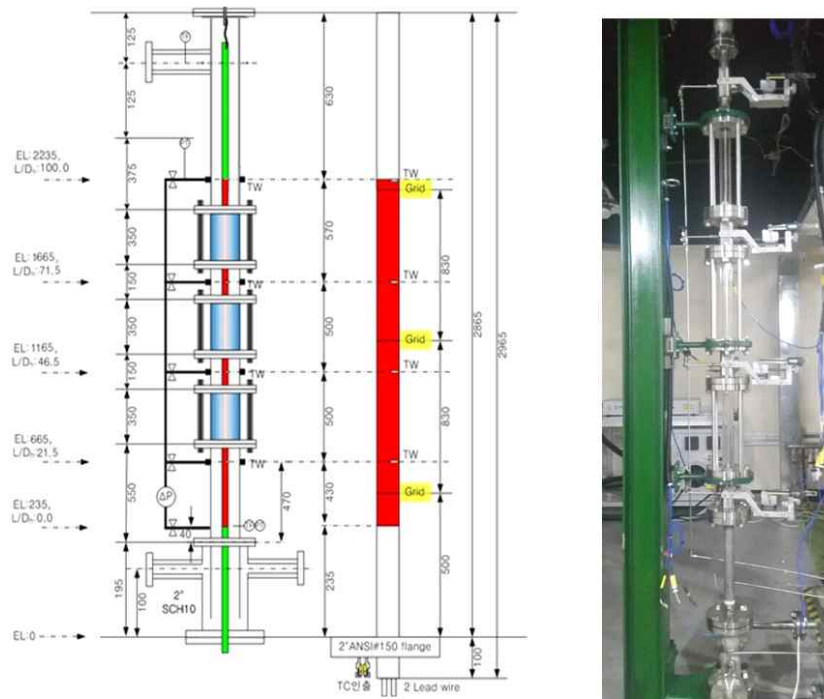 125
TF
125
PT
EL: 2235,
L/Dₕ:100.0
375
TW
350
EL: 1665,
L/Dₕ:71.5
150
TW
350
EL: 1165,
L/Dₕ:46.5
150
TW
350
EL: 665,
L/Dₕ:21.5
TW
550
470
ΔP
EL: 235,
L/Dₕ:0.0
40
195
100
2"
SCH10
EL:0
630
TW
Grid
570
830
TW
500
Grid
TW
500
830
TW
430
Grid
235
500
2865
2965
2"ANSI#150 flange
100
TC인출
2 Lead wire